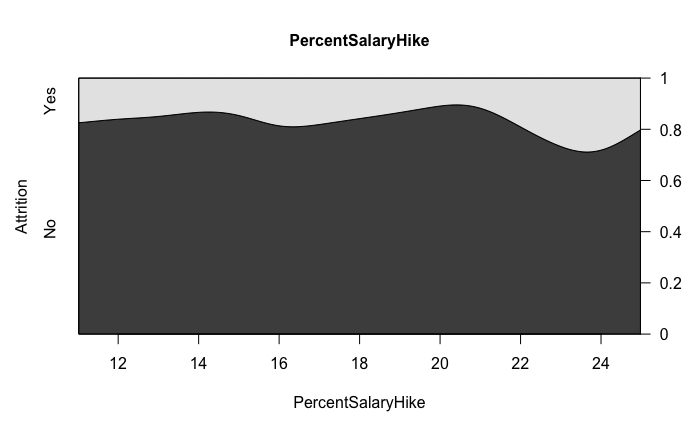 PercentSalaryHike
Yes
No
Attrition
1
0.8
0.6
0.4
0.2
0
12 14 16 18 20 22 24
PercentSalaryHike